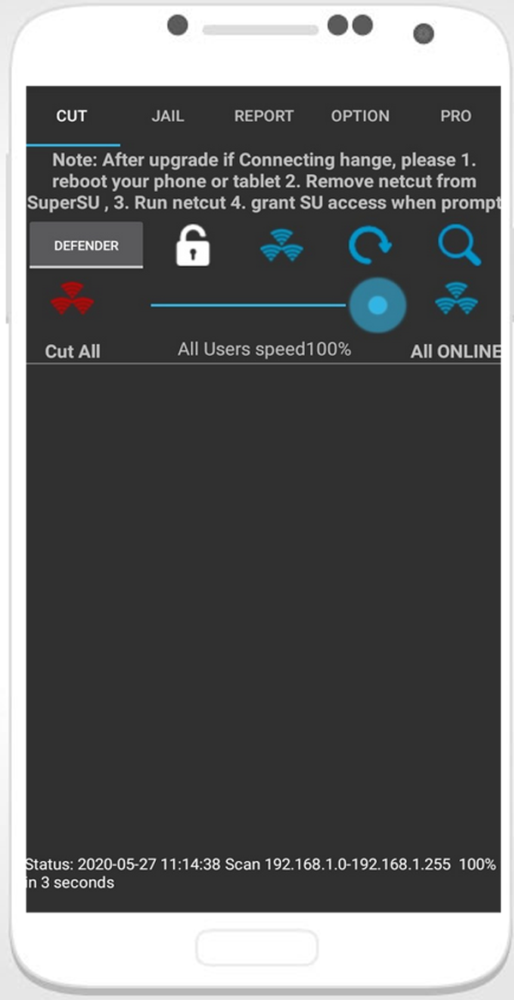 CUT JAIL REPORT OPTION PRO
Note: After upgrade if Connecting hange, please 1.
reboot your phone or tablet 2. Remove netcut from
SuperSU , 3. Run netcut 4. grant SU access when prompt
DEFENDER
Cut All All Users speed100% All ONLINE
Status: 2020-05-27 11:14:38 Scan 192.168.1.0-192.168.1.255 100%
in 3 seconds